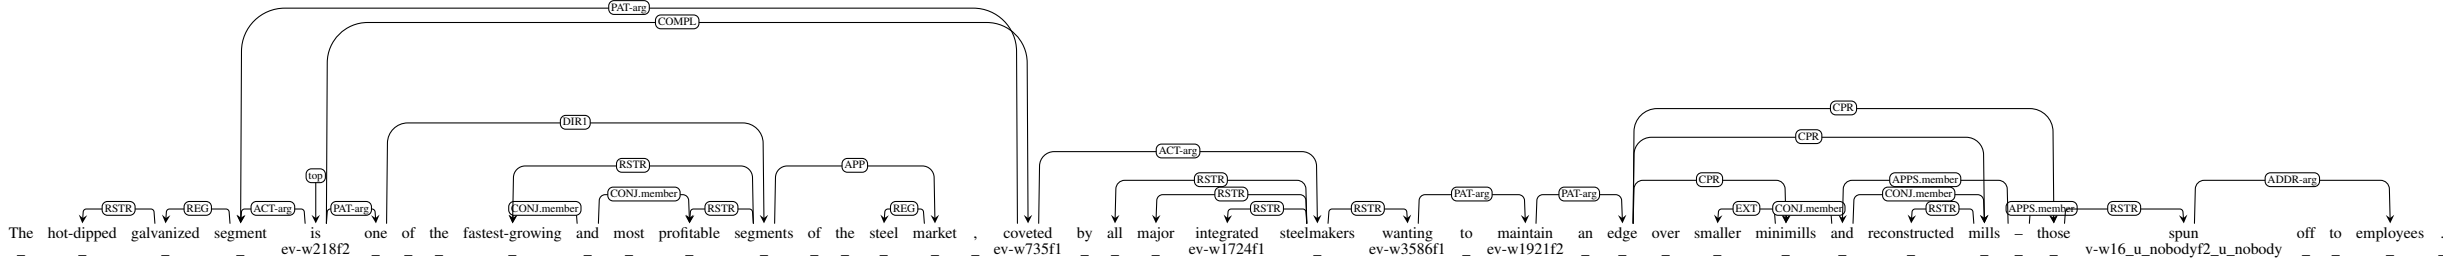 PAT-arg
COMPL
CPR
DIR1
CPR
ACT-arg
RSTR APP
top RSTR CPR APPS.member ADDR-arg
CONJ.member RSTR PAT-arg PAT-arg CONJ.member
RSTR REG ACT-arg PAT-arg CONJ.member RSTR REG RSTR RSTR EXT CONJ.member RSTR APPS.member RSTR
The hot-dipped galvanized segment is one of the fastest-growing and most profitable segments of the steel market , coveted by all major integrated steelmakers wanting to maintain an edge over smaller minimills and reconstructed mills – those spun off to employees .
_ _ _ _ ev-w218f2 _ _ _ _ _ _ _ _ _ _ _ _ _ ev-w735f1 _ _ _ ev-w1724f1 _ ev-w3586f1 _ ev-w1921f2 _ _ _ _ _ _ _ _ _ _ v-w16_u_nobodyf2_u_nobody _ _ _ _